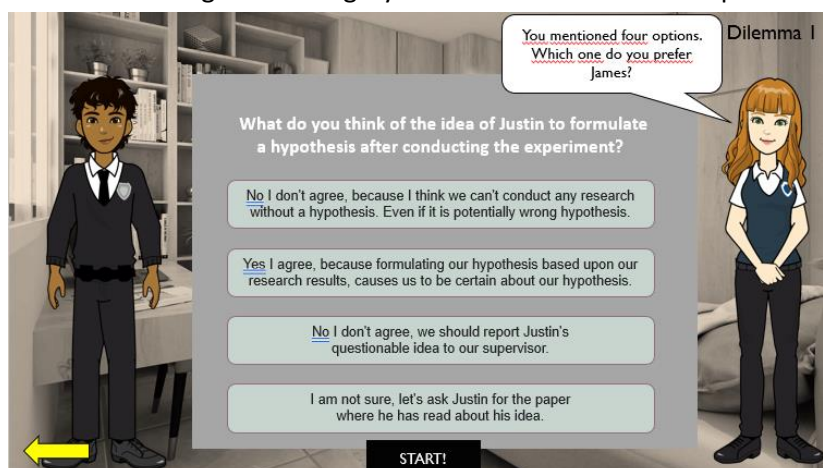 You mentioned four options.
Which one do you prefer
James?
Dilemma 1
What do you think of the idea of Justin to formulate
a hypothesis after conducting the experiment?
No I don't agree, because I think we can't conduct any research
without a hypothesis. Even if it is potentially wrong hypothesis.
Yes I agree, because formulating our hypothesis based upon our
research results, causes us to be certain about our hypothesis.
No I don't agree, we should report Justin's
questionable idea to our supervisor.
I am not sure, let's ask Justin for the paper
where he has read about his idea.
START!